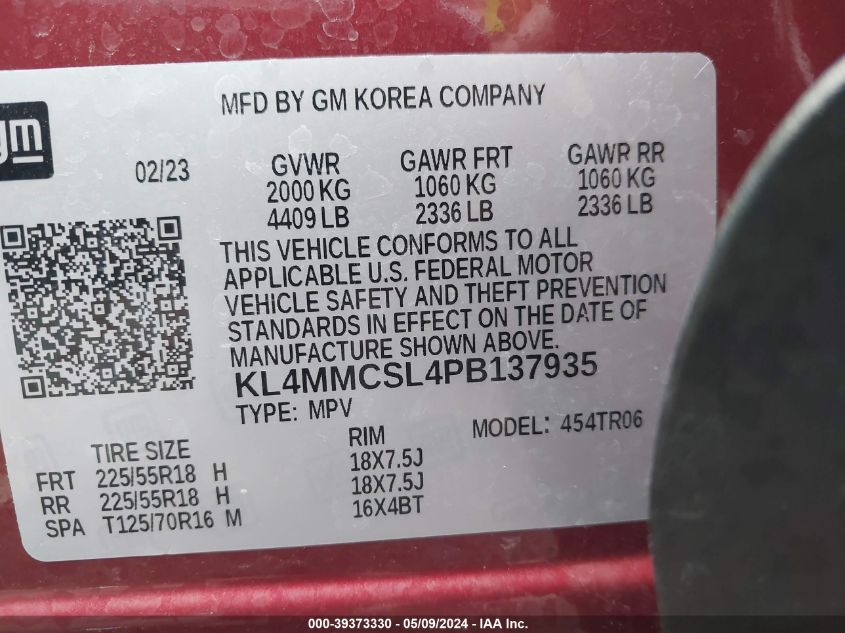 MFD BY GM KOREA COMPANY
gm
02/23
GVWR GAWR FRT GAWR RR
2000 KG 1060 KG 1060 KG
4409 LB 2336 LB 2336 LB
THIS VEHICLE CONFORMS TO ALL
APPLICABLE U.S. FEDERAL MOTOR
VEHICLE SAFETY AND THEFT PREVENTION
STANDARDS IN EFFECT ON THE DATE OF
MANUFACTURE SHOWN ABOVE.
KL4MMCSL4PB137935
TYPE: MPV
MODEL: 454TR06
TIRE SIZE RIM
FRT 225/55R18 H 18X7.5J
RR 225/55R18 H 18X7.5J
SPA T125/70R16 M 16X4BT
000-39373330 - 05/09/2024 - IAA Inc.